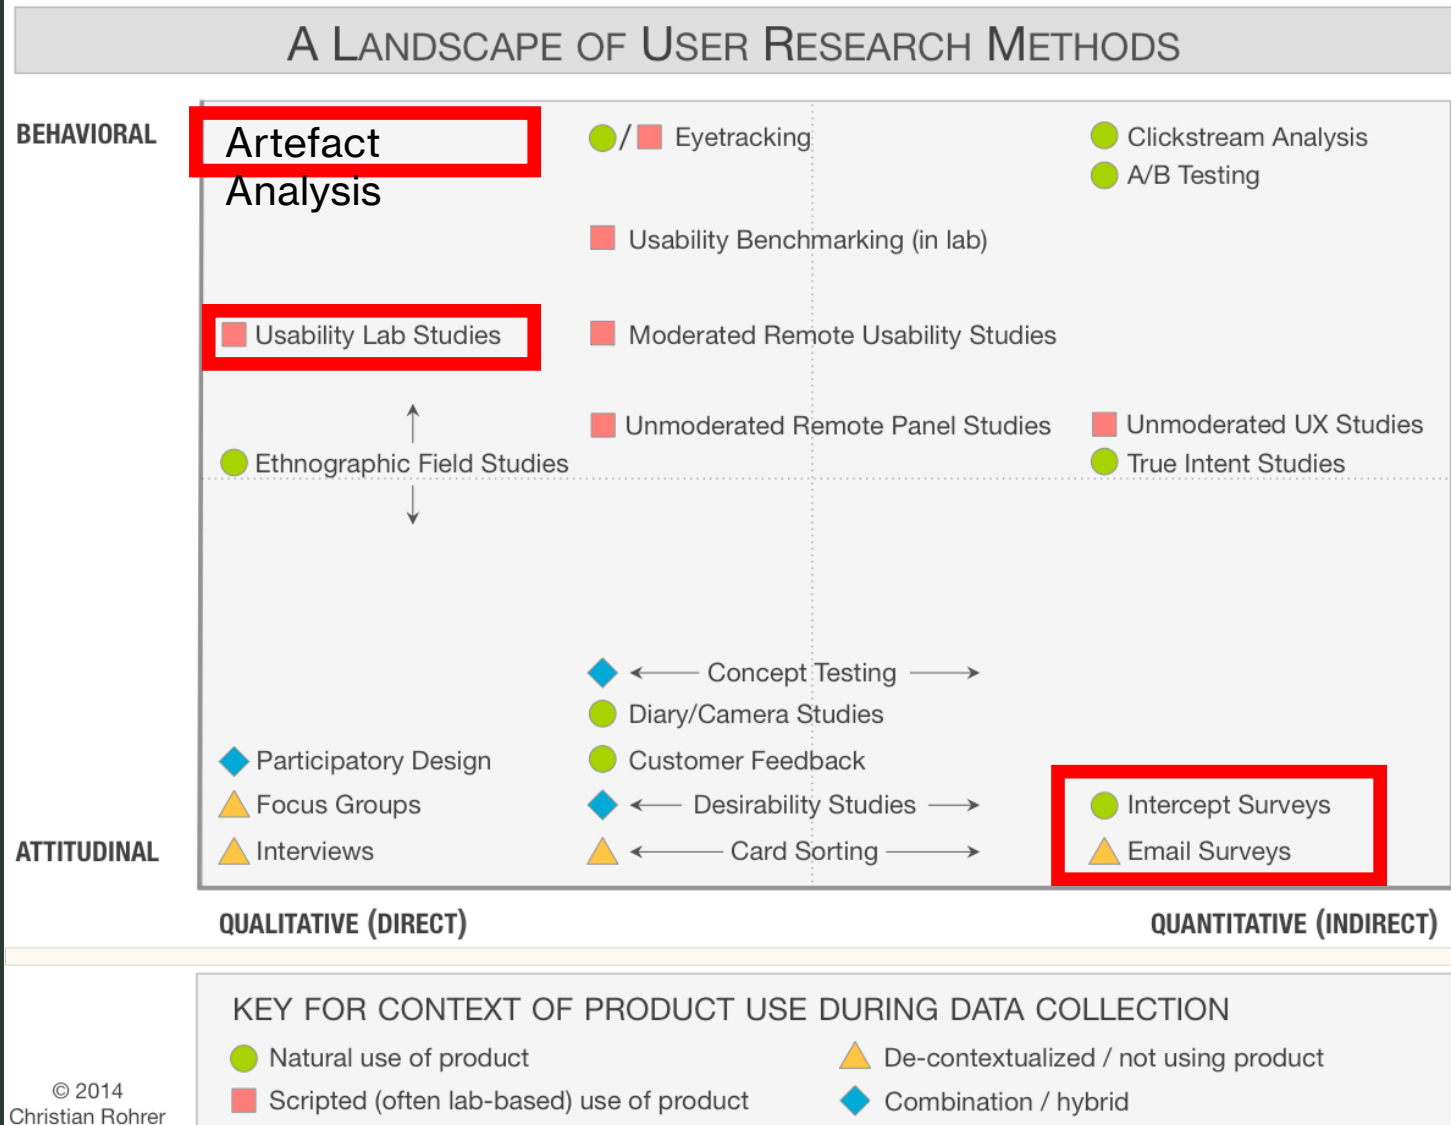 A LANDSCAPE OF USER RESEARCH METHODS
BEHAVIORAL
Artefact
Analysis
/ Eyetracking
Clickstream Analysis
A/B Testing
Usability Benchmarking (in lab)
Usability Lab Studies
Moderated Remote Usability Studies
Unmoderated Remote Panel Studies
Unmoderated UX Studies
Ethnographic Field Studies
True Intent Studies
Concept Testing
Diary/Camera Studies
Participatory Design
Customer Feedback
Focus Groups
Desirability Studies
Intercept Surveys
ATTITUDINAL
Interviews
Card Sorting
Email Surveys
QUALITATIVE (DIRECT)
QUANTITATIVE (INDIRECT)
KEY FOR CONTEXT OF PRODUCT USE DURING DATA COLLECTION
Natural use of product
De-contextualized / not using product
Scripted (often lab-based) use of product
Combination / hybrid
© 2014
Christian Rohrer